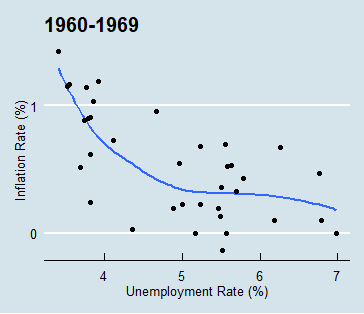 1960-1969
Inflation Rate (%)
1
0
4 5 6 7
Unemployment Rate (%)